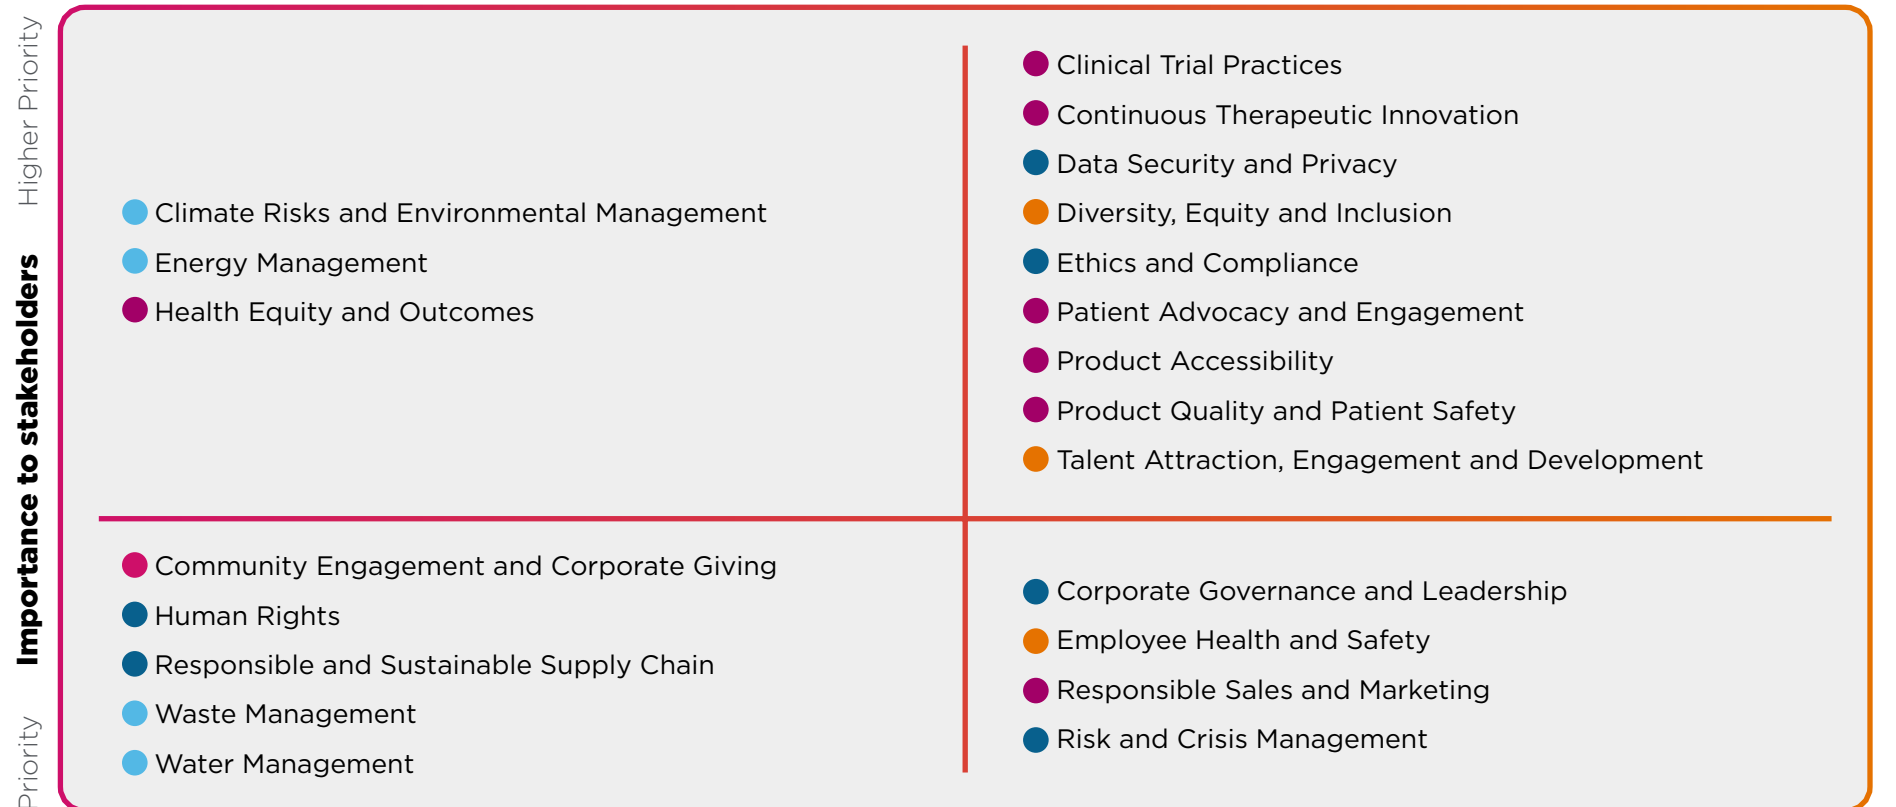 Higher Priority
Importance to stakeholders
Priority
Climate Risks and Environmental Management
Energy Management
Health Equity and Outcomes
Clinical Trial Practices
Continuous Therapeutic Innovation
Data Security and Privacy
Diversity, Equity and Inclusion
Ethics and Compliance
Patient Advocacy and Engagement
Product Accessibility
Product Quality and Patient Safety
Talent Attraction, Engagement and Development
Community Engagement and Corporate Giving
Human Rights
Responsible and Sustainable Supply Chain
Waste Management
Water Management
Corporate Governance and Leadership
Employee Health and Safety
Responsible Sales and Marketing
Risk and Crisis Management